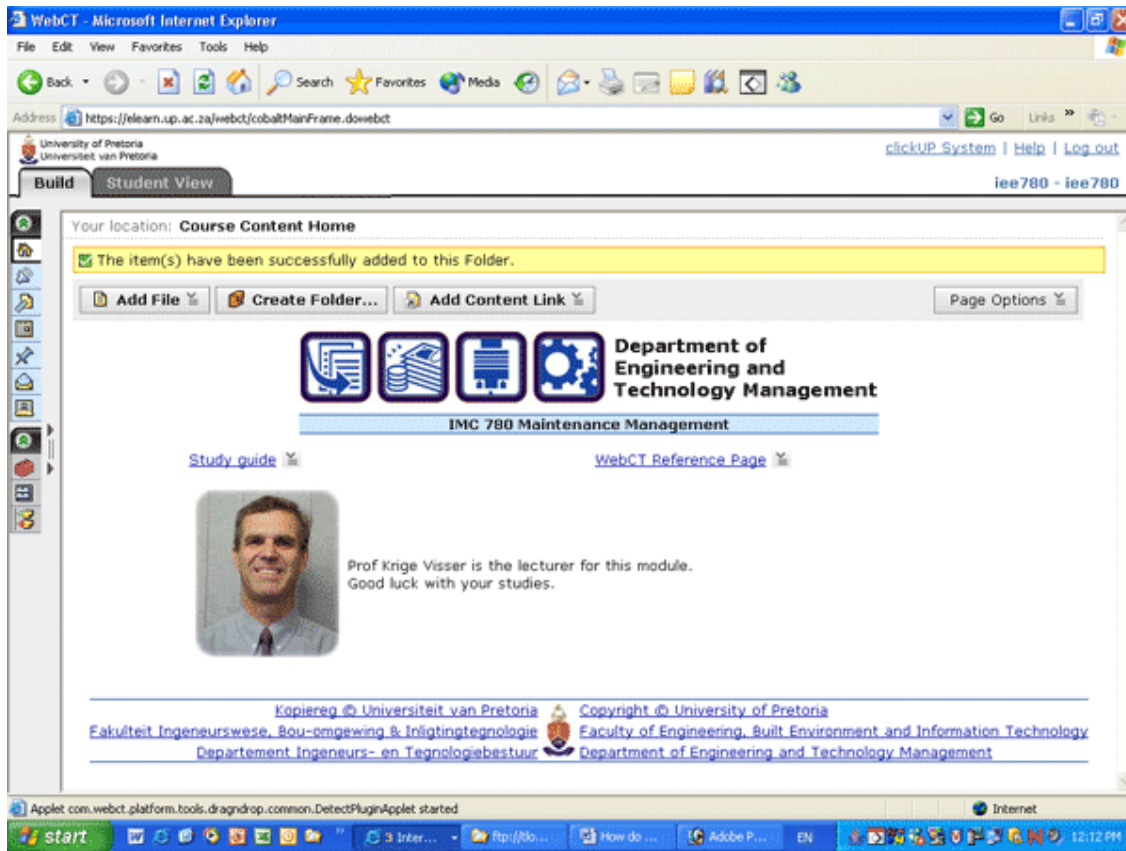 WebCT - Microsoft Internet Explorer
File Edit View Favorites Tools Help
Back Search Favorites Media
Address https://elearn.up.ac.za/webct/cobaltMainFrame.dowebct Go Links »
University of Pretoria
Universiteit van Pretoria
clickUP System | Help | Log out
Build Student View iee780 - iee780
Your location: Course Content Home
The item(s) have been successfully added to this Folder.
Add File Create Folder... Add Content Link Page Options
Department of
Engineering and
Technology Management
IMC 780 Maintenance Management
Study guide WebCT Reference Page
Prof Krige Visser is the lecturer for this module.
Good luck with your studies.
Kopiereg © Universiteit van Pretoria Copyright © University of Pretoria
Fakulteit Ingeneurswese, Bou-omgewing & Inligtingtegnologie Faculty of Engineering, Built Environment and Information Technology
Departement Ingeneurs- en Tegnologiebestuur Department of Engineering and Technology Management
Applet com.webct.platform.tools.dragndrop.common.DetectPluginApplet started Internet
start » 3 Inter... ftp://tlo... How do ... Adobe P... EN 12:12 PM